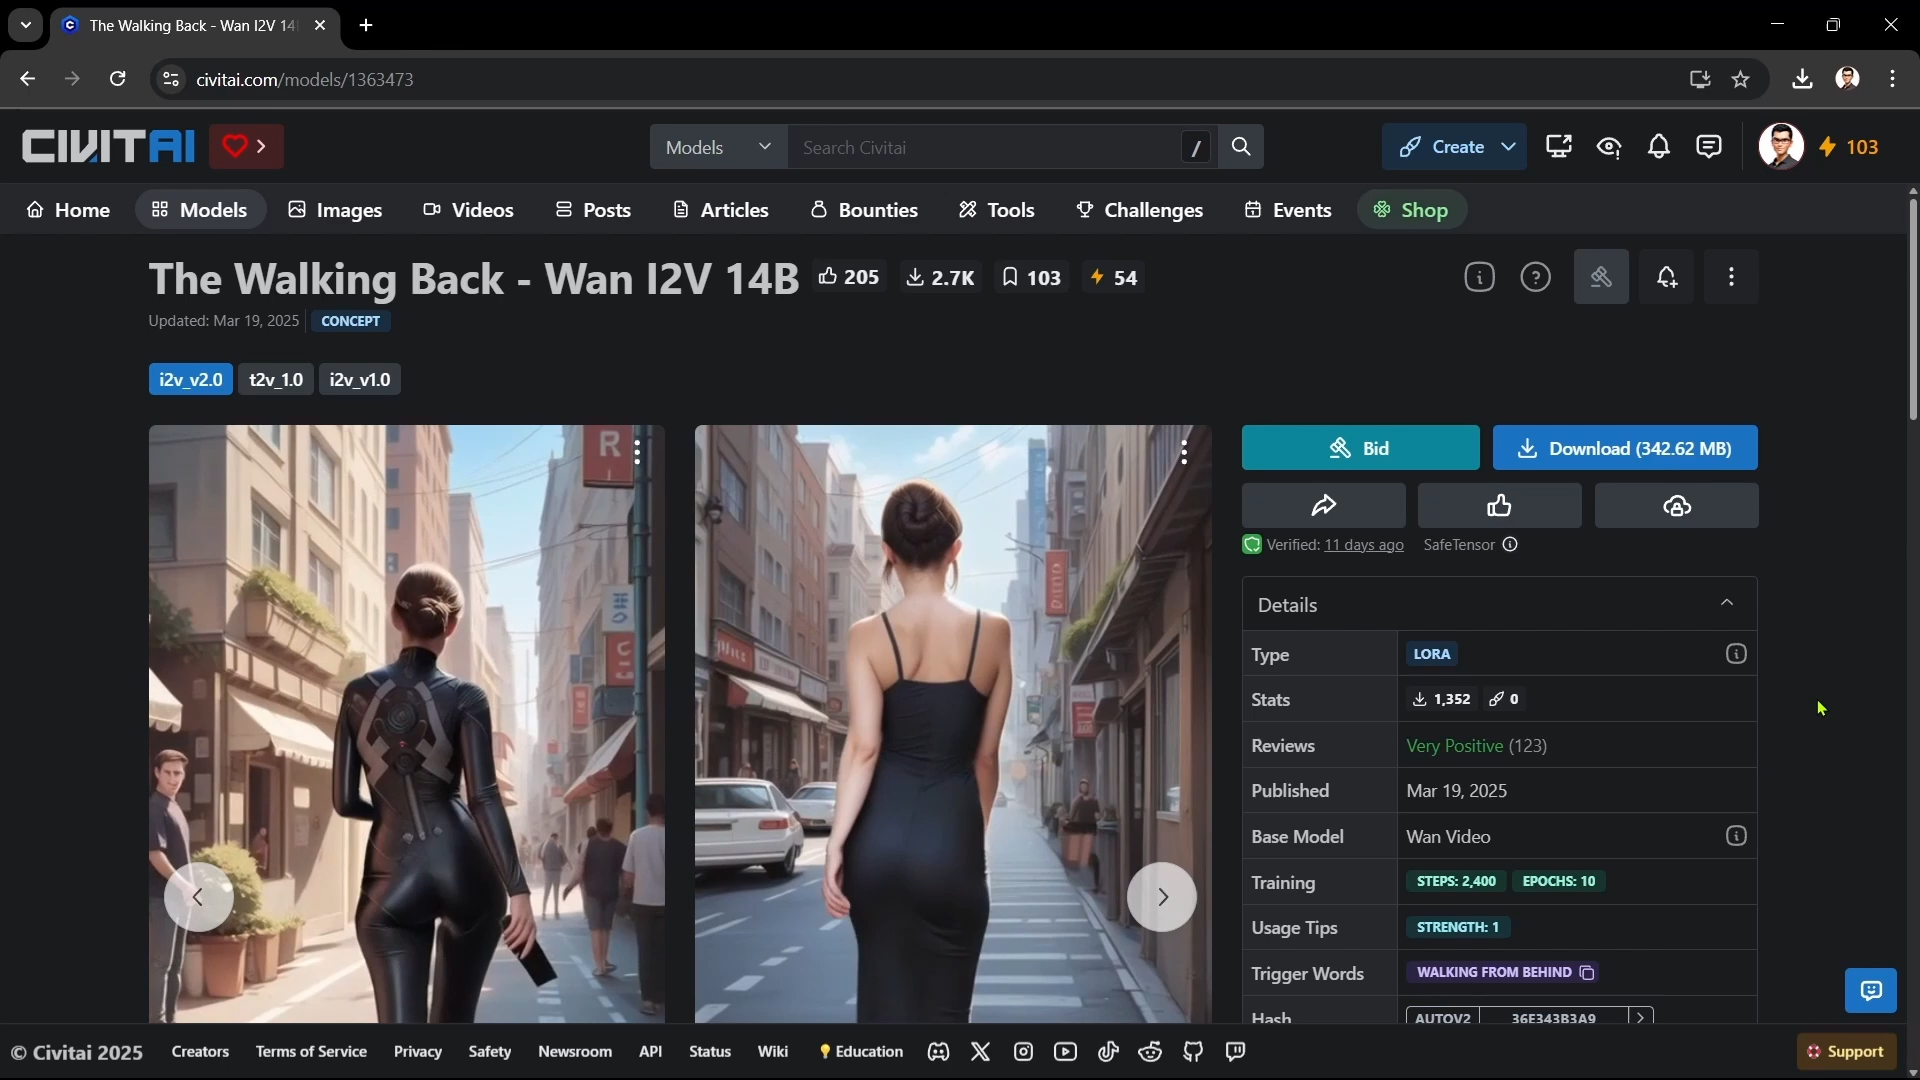 The Walking Back - Wan I2V 14
civitai.com/models/1363473
CIVITAI
Models
Search Civitai
/
Create
103
Home
Models
Images
Videos
Posts
Articles
Bounties
Tools
Challenges
Events
Shop
The Walking Back - Wan I2V 14B
205
2.7K
103
54
Updated: Mar 19, 2025
CONCEPT
i2v_v2.0
t2v_1.0
i2v_v1.0
R
Bid
Download (342.62 MB)
Verified: 11 days ago
SafeTensor
Details
Type
LORA
Stats
1,352
0
Reviews
Very Positive (123)
Published
Mar 19, 2025
Base Model
Wan Video
Training
STEPS: 2,400
EPOCHS: 10
Usage Tips
STRENGTH: 1
Trigger Words
WALKING FROM BEHIND
Hash
AUTOV2
36E343B3A9
© Civitai 2025
Creators
Terms of Service
Privacy
Safety
Newsroom
API
Status
Wiki
Education
Support